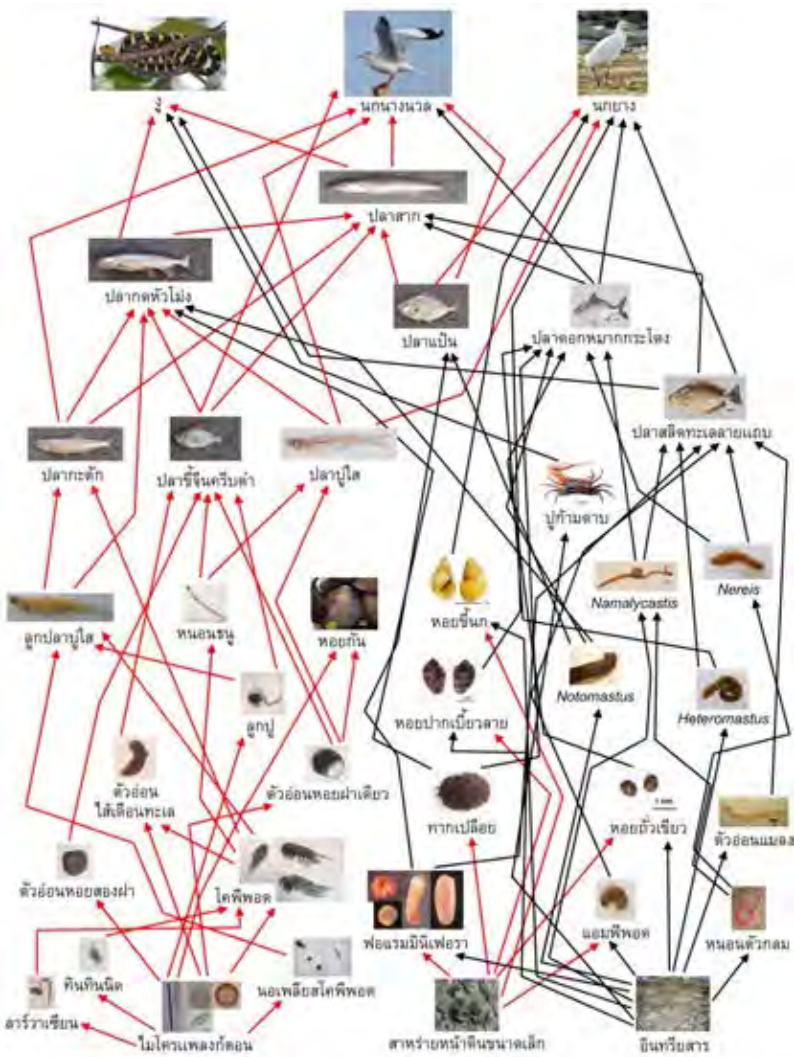 งู
นกนางนวล
นกยาง
ปลาสาก
ปลากดหัวโม่ง
ปลาแป้น
ปลาดอกหมากกระโดง
ปลากะตัก
ปลาขี้จีนครีบดำ
ปลาบู่ใส
ปลาสลิดทะเลลายแถบ
ปูก้ามดาบ
ลูกปลาบู่ใส
หนอนธนู
หอยกัน
หอยขี้นก
Namalycastis
Nereis
ลูกปู
หอยปากเบี้ยวลาย
Notomastus
Heteromastus
ตัวอ่อน
ไส้เดือนทะเล
ตัวอ่อนหอยฝาเดียว
ทากเปลือย
หอยถั่วเขียว
ตัวอ่อนแมลง
ตัวอ่อนหอยสองฝา
โคพีพอด
ฟอแรมมินิเฟอรา
แอมพิพอด
หนอนตัวกลม
ทินทินนิด
นอเพลียสโคพีพอด
ลาร์วาเซียน
ไมโครแพลงก์ตอน
สาหร่ายหน้าดินขนาดเล็ก
อินทรียสาร